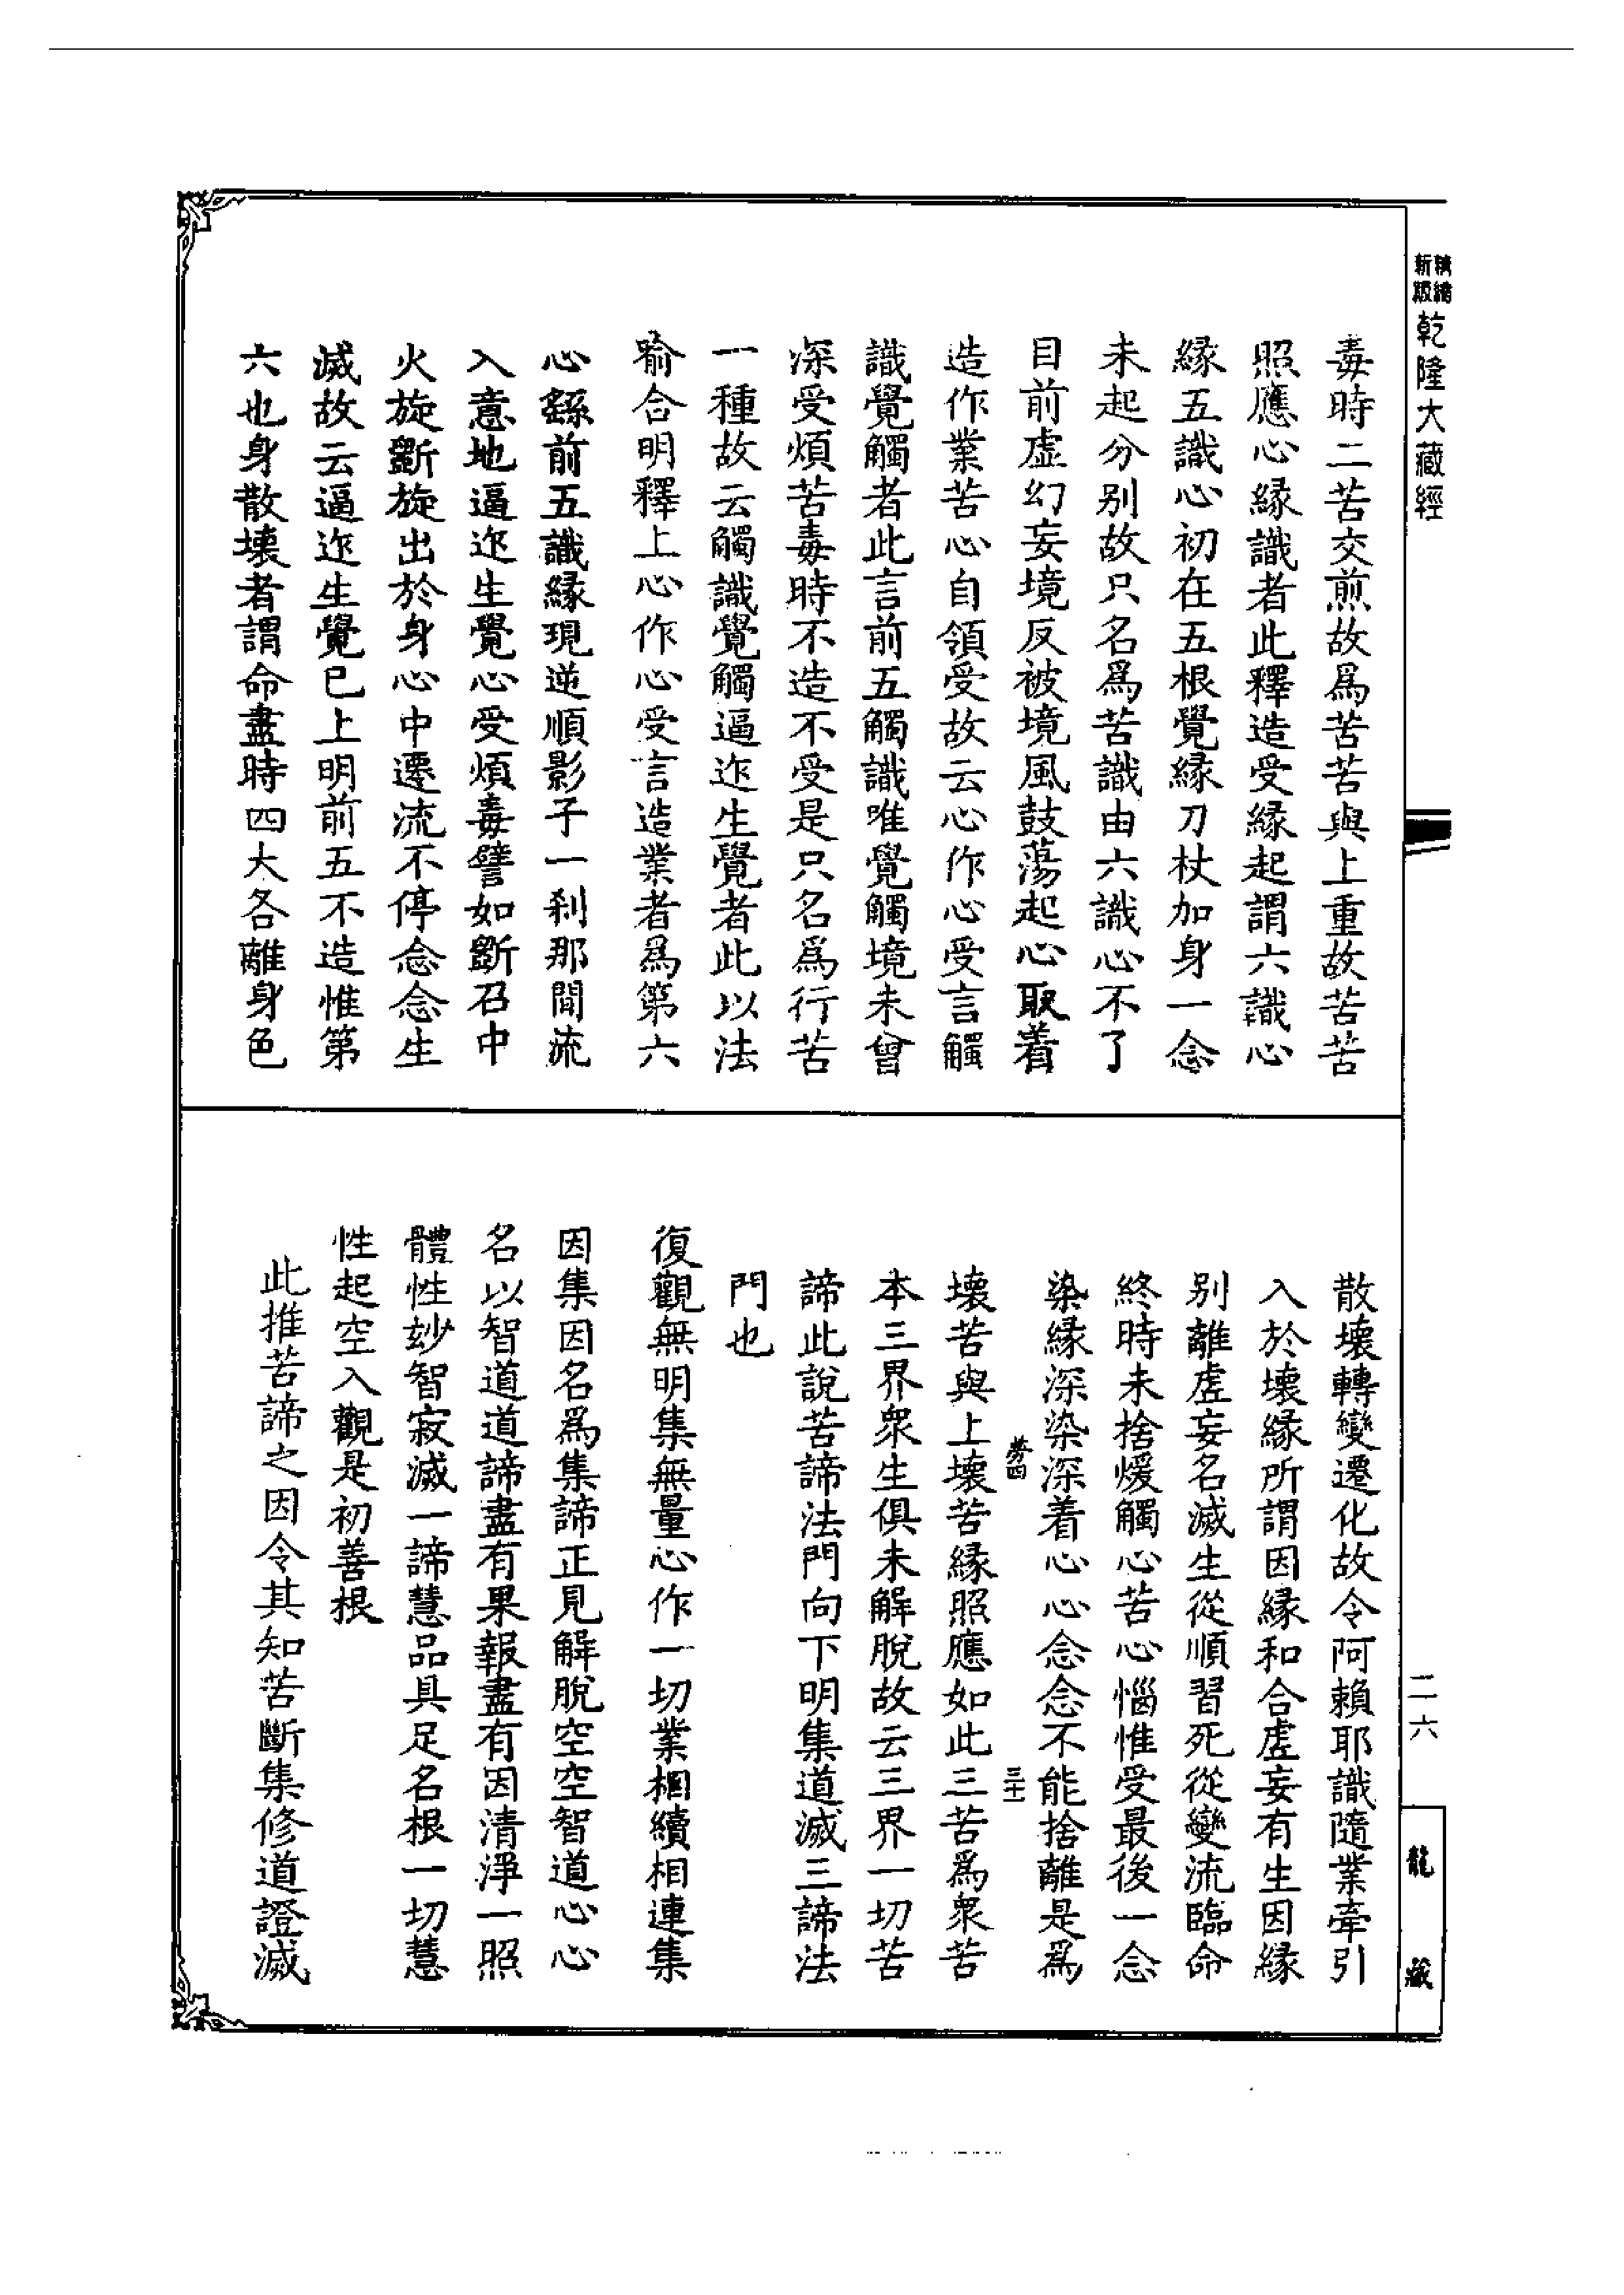 精繕
新版
乾隆大藏經
毒時二苦交煎故爲苦苦與上重故苦苦
照應心緣識者此釋造受緣起謂六識心
緣五識心初在五根覺緣刀杖加身一念
未起分别故只名爲苦識由六識心不了
目前虛幻妄境反被境風鼓蕩起心取着
造作業苦心自領受故云心作心受言觸
識覺觸者此言前五觸識唯覺觸境未曾
深受煩苦毒時不造不受是只名爲行苦
一種故云觸識覺觸逼迮生覺者此以法
喻合明釋上心作心受言造業者爲第六
心繇前五識緣現逆順影子一剎那間流
入意地逼迮生覺心受煩毒譬如斵召中
火旋斵旋出於身心中遷流不停念念生
滅故云逼迮生覺已上明前五不造惟第
六也身散壞者謂命盡時四大各離身色
散壞轉變遷化故令阿賴耶識隨業牽引
入於壞緣所謂因緣和合虛妄有生因緣
别離虛妄名滅生從順習死從變流臨命
終時未捨煖觸心苦心惱惟受最後一念
染緣深染深着心心念念不能捨離是爲
夢四
三十一
壞苦與上壞苦緣照應如此三苦爲衆苦
本三界衆生俱未解脫故云三界一切苦
諦此說苦諦法門向下明集道滅三諦法
門也
復觀無明集無量心作一切業相續相連集
因集因名爲集諦正見解脫空空智道心心
名以智道道諦盡有果報盡有因清淨一照
體性妙智寂滅一諦慧品具足名根一切慧
性起空入觀是初善根
此推苦諦之因令其知苦斷集修道證滅
二六
龍藏